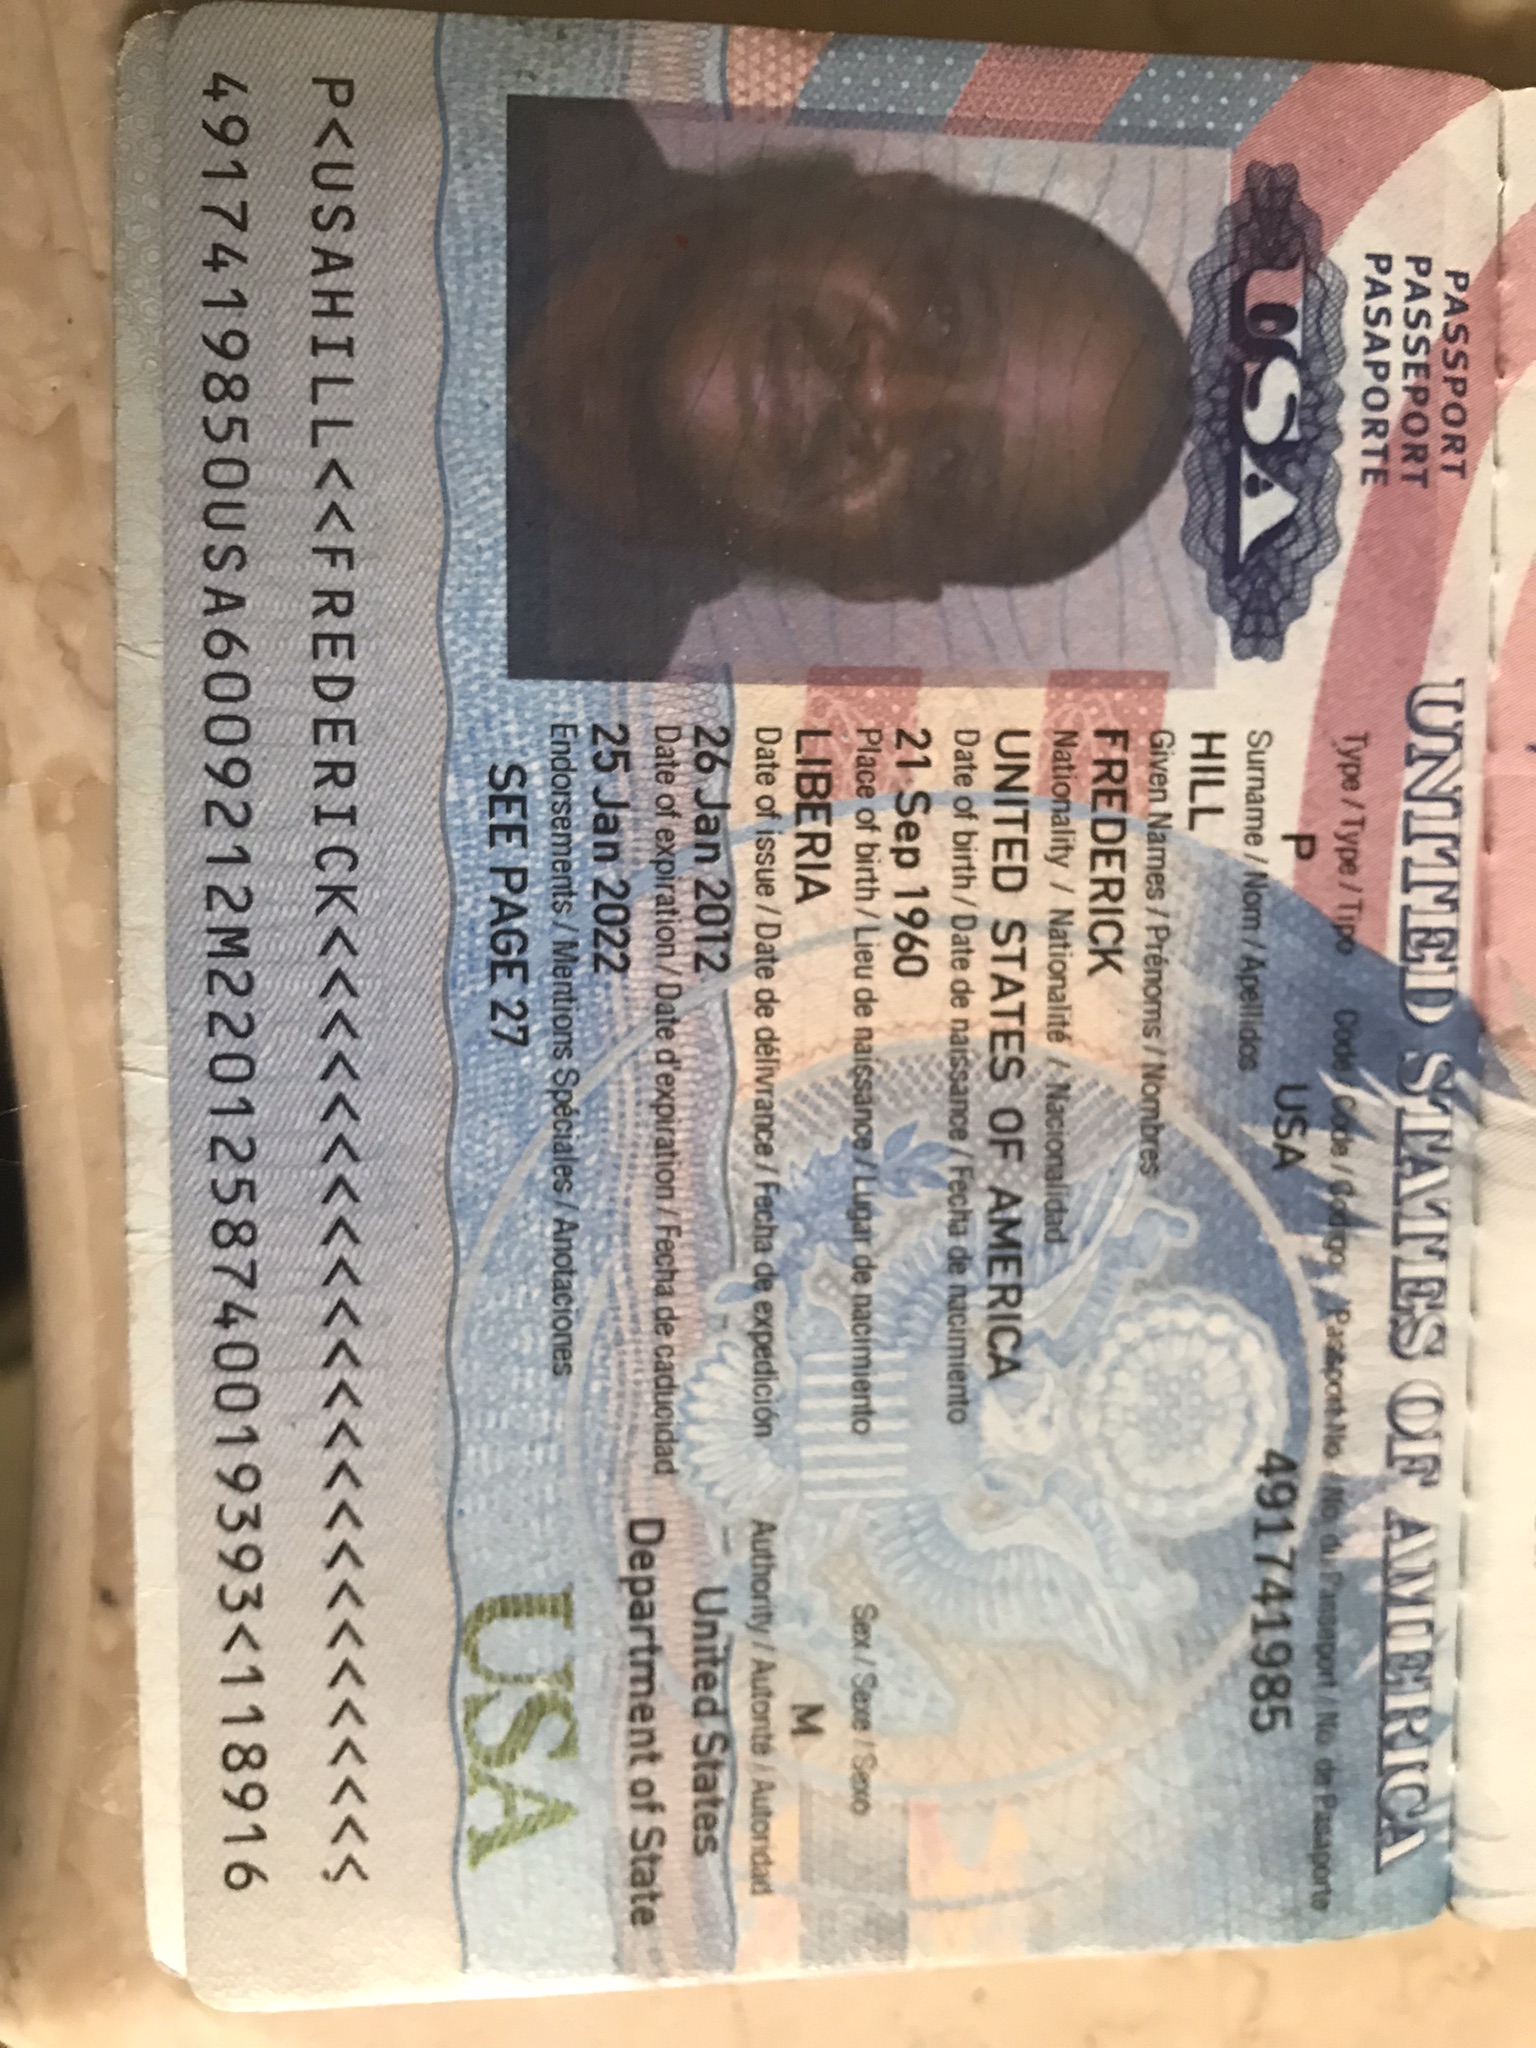 UNITED STATES OF AMERICA
PASSPORT
PASSEPORT
PASAPORTE
USA
Type / Type / Tipo Code / Code / Código Passport No. / No. du Passeport / No. de Pasaporte
P USA 491741985
Surname / Nom / Apellidos
HILL
Given Names / Prénoms / Nombres
FREDERICK
Nationality / Nationalité / Nacionalidad
UNITED STATES OF AMERICA
Date of birth / Date de naissance / Fecha de nacimiento
21 Sep 1960
Place of birth / Lieu de naissance / Lugar de nacimiento Sex / Sexe / Sexo
LIBERIA M
Date of issue / Date de délivrance / Fecha de expedición Authority / Autorité / Autoridad
26 Jan 2012 United States
Date of expiration / Date d'expiration / Fecha de caducidad Department of State
25 Jan 2022
Endorsements / Mentions Spéciales / Anotaciones
SEE PAGE 27
USA
P<USAHILL<<FREDERICK<<<<<<<<<<<<<<<<<<<<<<<<
4917419850USA6009212M2201258740019393<118916